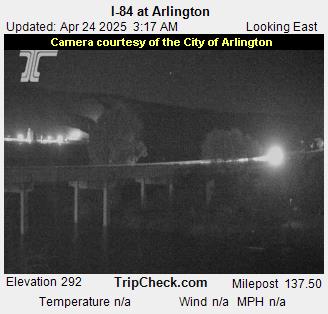 I-84 at Arlington
Updated: Apr 24 2025 3:17 AM Looking East
Camera courtesy of the City of Arlington
Elevation 292 TripCheck.com Milepost 137.50
Temperature n/a Wind n/a MPH n/a